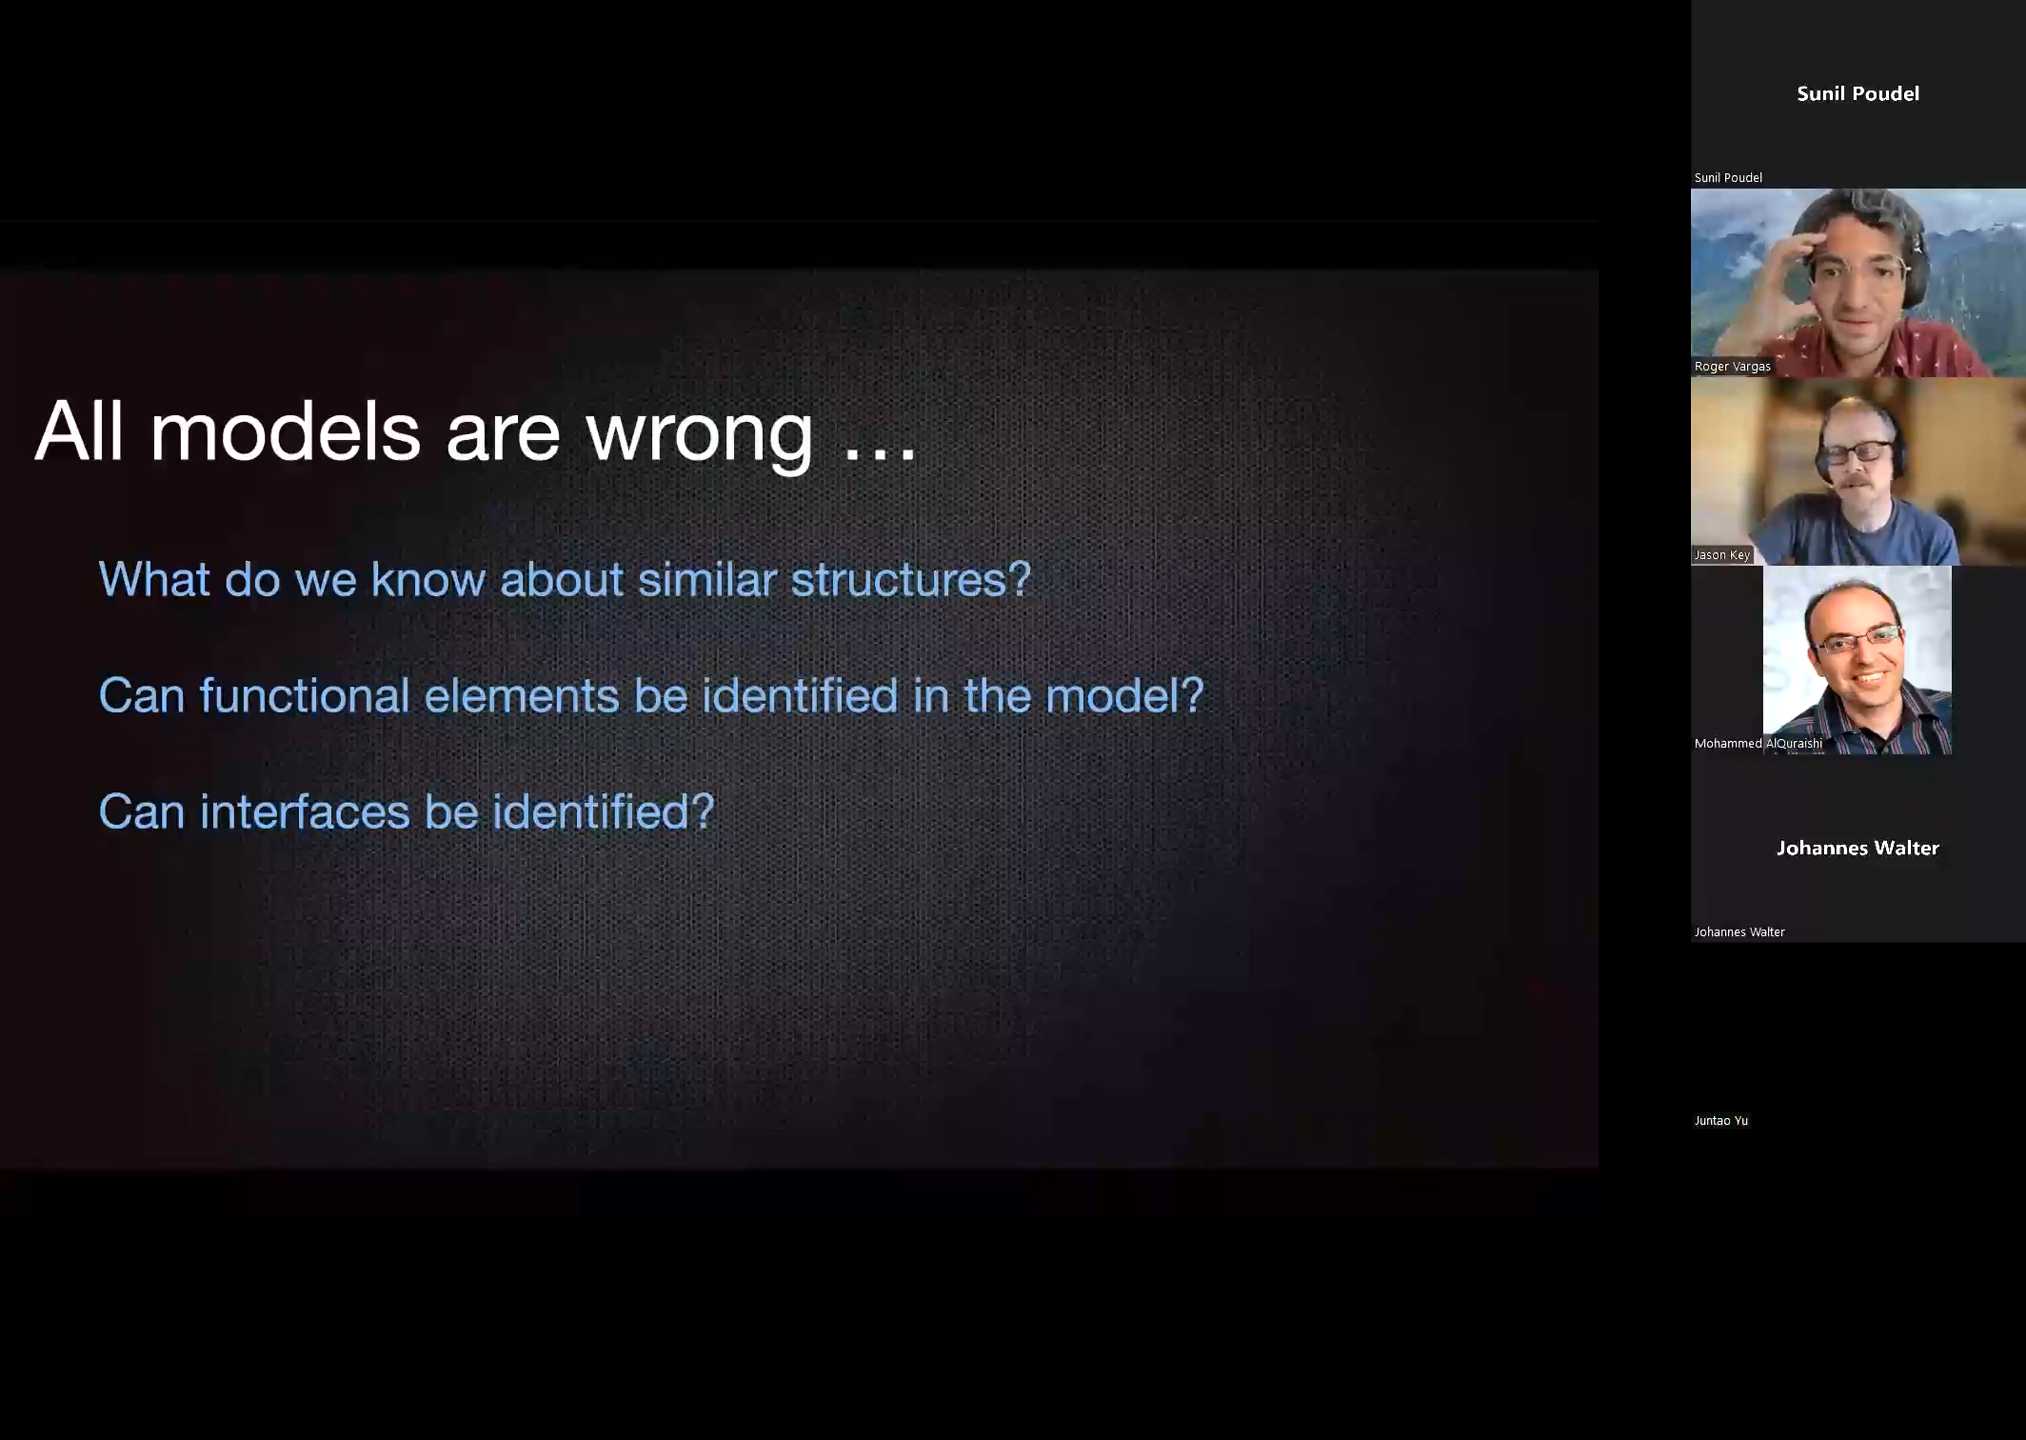 All models are wrong ...
What do we know about similar structures?
Can functional elements be identified in the model?
Can interfaces be identified?
Sunil Poudel
Sunil Poudel
Roger Vargas
Jason Key
Mohammed AlQuraishi
Johannes Walter
Johannes Walter
Juntao Yu